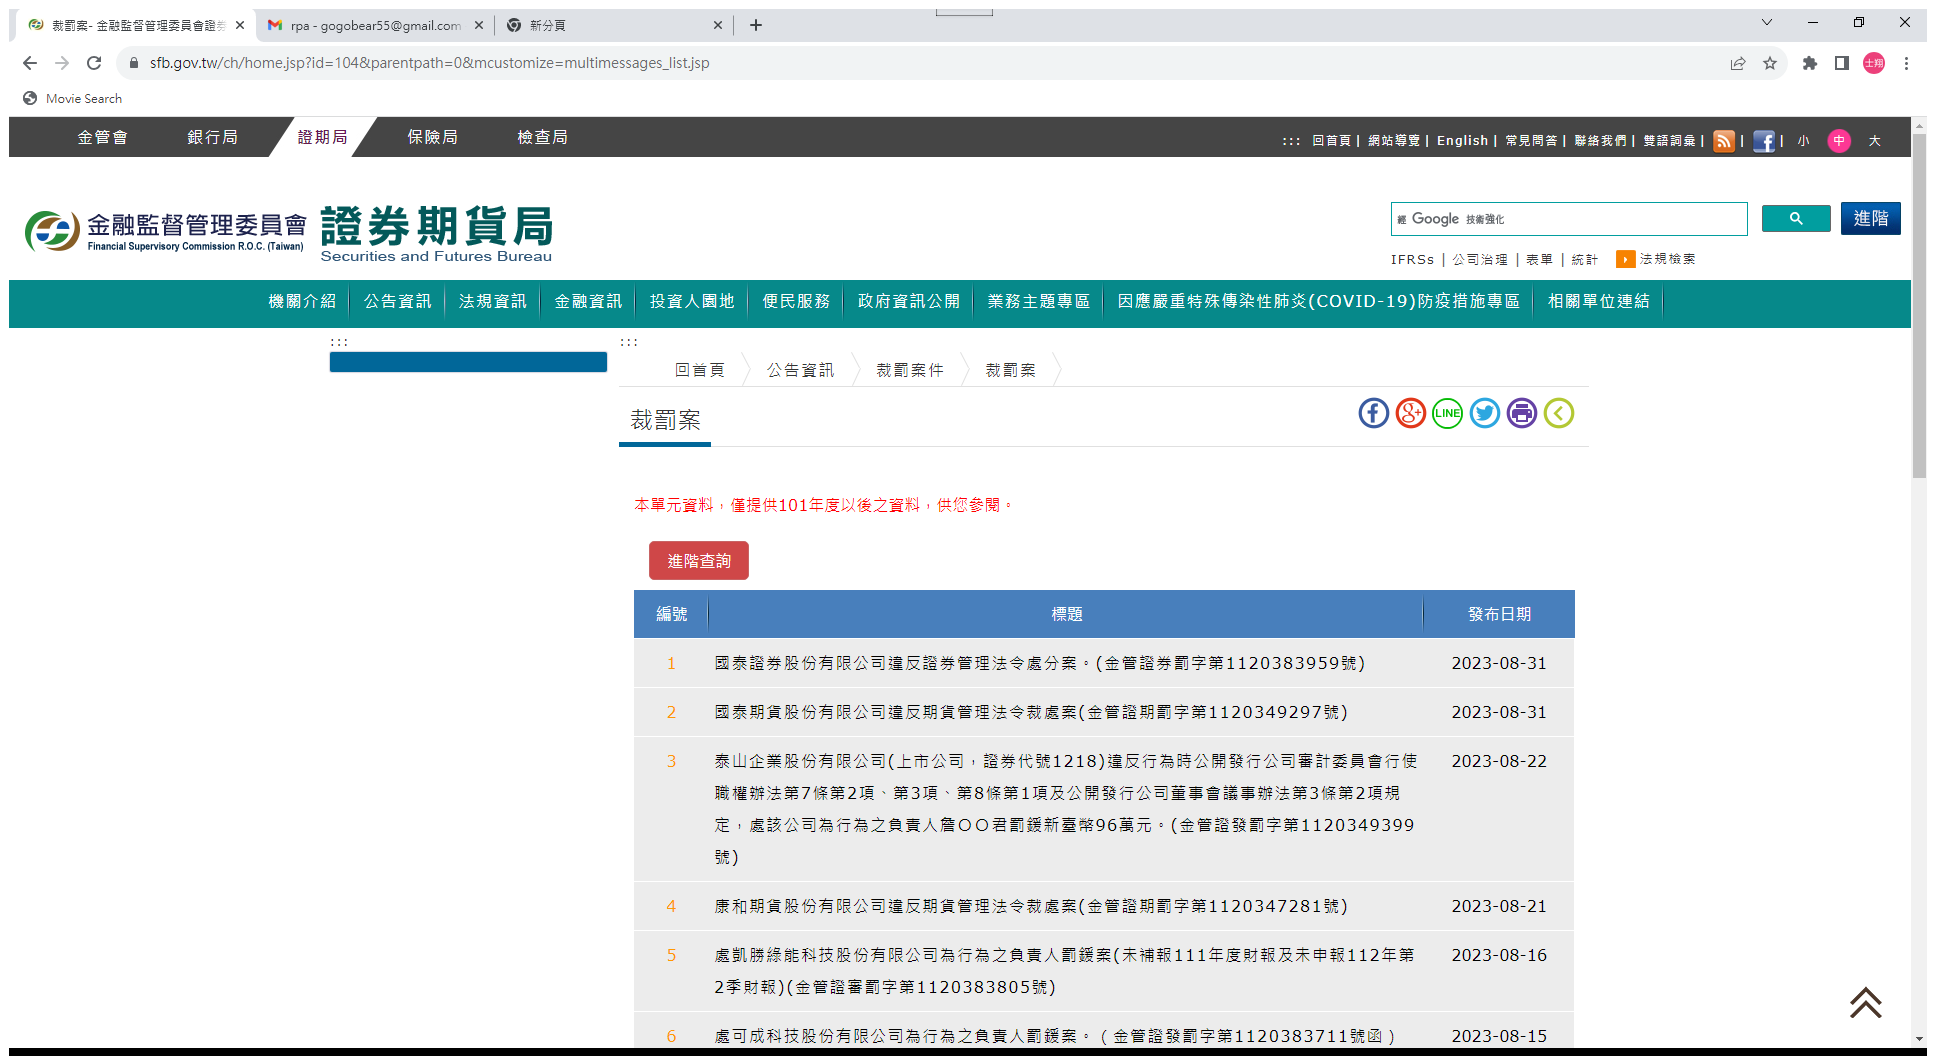 裁罰案- 金融監督管理委員會證券
rpa - gogobear55@gmail.com
新分頁
sfb.gov.tw/ch/home.jsp?id=104&parentpath=0&mcustomize=multimessages_list.jsp
士翔
Movie Search
金管會 銀行局 證期局 保險局 檢查局
::: 回首頁 | 網站導覽 | English | 常見問答 | 聯絡我們 | 雙語詞彙 | | | 小 中 大
金融監督管理委員會 證券期貨局
Financial Supervisory Commission R.O.C. (Taiwan) Securities and Futures Bureau
經 Google 技術強化
進階
IFRSs | 公司治理 | 表單 | 統計 法規檢索
機關介紹 公告資訊 法規資訊 金融資訊 投資人園地 便民服務 政府資訊公開 業務主題專區 因應嚴重特殊傳染性肺炎(COVID-19)防疫措施專區 相關單位連結
::: :::
回首頁 公告資訊 裁罰案件 裁罰案
裁罰案
LINE
本單元資料，僅提供101年度以後之資料，供您參閱。
進階查詢
編號 標題 發布日期
1 國泰證券股份有限公司違反證券管理法令處分案。(金管證券罰字第1120383959號) 2023-08-31
2 國泰期貨股份有限公司違反期貨管理法令裁處案(金管證期罰字第1120349297號) 2023-08-31
3 泰山企業股份有限公司(上市公司，證券代號1218)違反行為時公開發行公司審計委員會行使 2023-08-22
職權辦法第7條第2項、第3項、第8條第1項及公開發行公司董事會議事辦法第3條第2項規
定，處該公司為行為之負責人詹〇〇君罰鍰新臺幣96萬元。(金管證發罰字第1120349399
號)
4 康和期貨股份有限公司違反期貨管理法令裁處案(金管證期罰字第1120347281號) 2023-08-21
5 處凱勝綠能科技股份有限公司為行為之負責人罰鍰案(未補報111年度財報及未申報112年第 2023-08-16
2季財報)(金管證審罰字第1120383805號)
6 處可成科技股份有限公司為行為之負責人罰鍰案。（金管證發罰字第1120383711號函） 2023-08-15